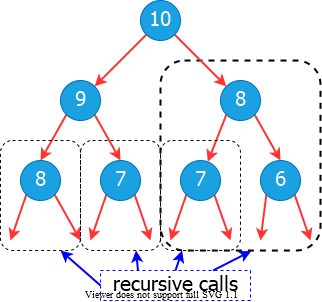 10
9 8
8 7 7 6
recursive calls
Viewer does not support full SVG 1.1